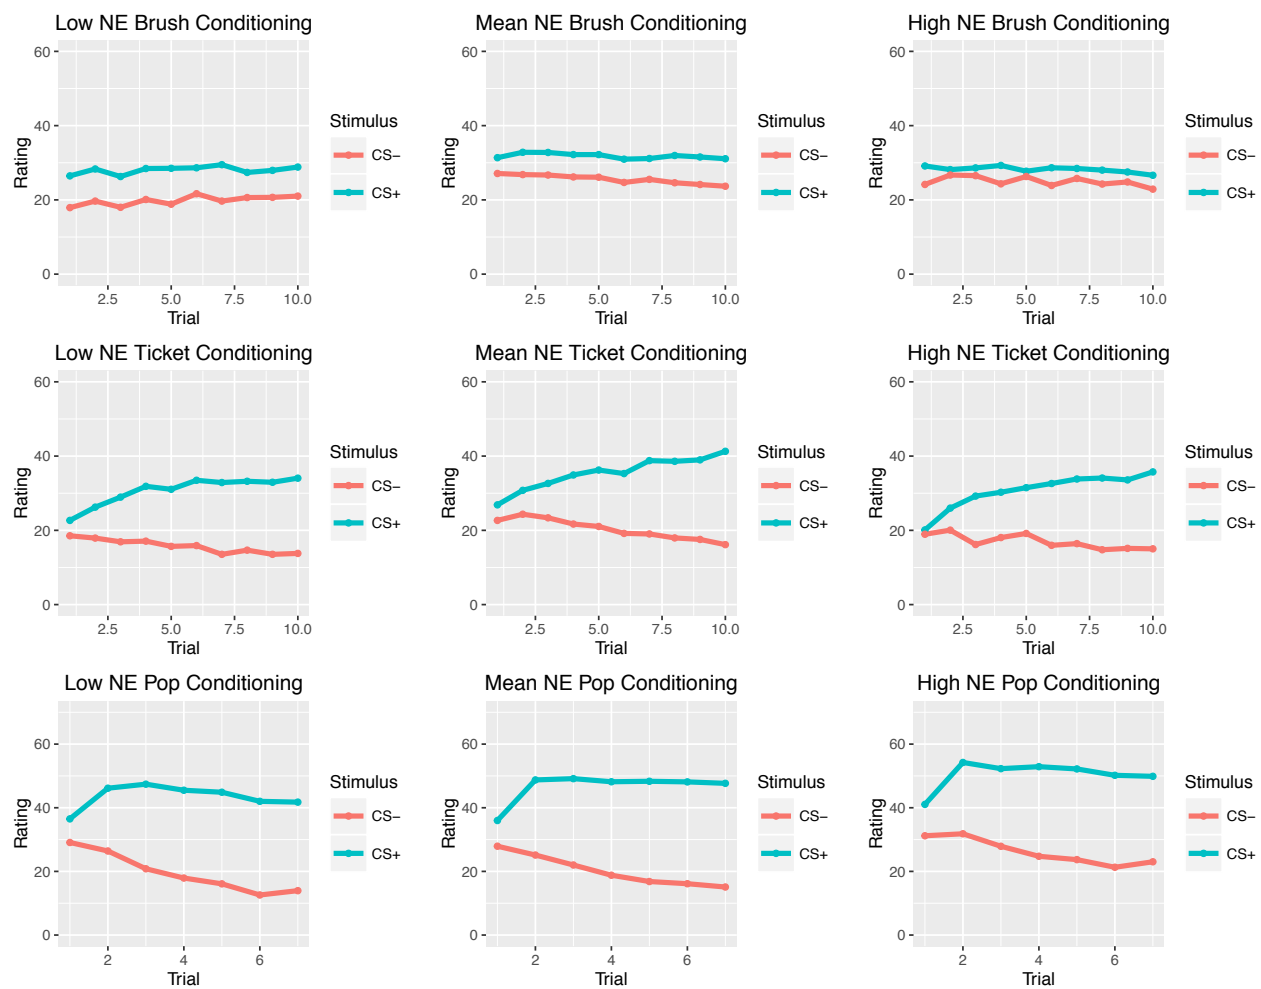 Low NE Brush Conditioning
60
40
20
0
Rating
2.5 5.0 7.5 10.0
Trial
Stimulus
CS−
CS+
Mean NE Brush Conditioning
60
40
20
0
Rating
2.5 5.0 7.5 10.0
Trial
Stimulus
CS−
CS+
High NE Brush Conditioning
60
40
20
0
Rating
2.5 5.0 7.5 10.0
Trial
Stimulus
CS−
CS+
Low NE Ticket Conditioning
60
40
20
0
Rating
2.5 5.0 7.5 10.0
Trial
Stimulus
CS−
CS+
Mean NE Ticket Conditioning
60
40
20
0
Rating
2.5 5.0 7.5 10.0
Trial
Stimulus
CS−
CS+
High NE Ticket Conditioning
60
40
20
0
Rating
2.5 5.0 7.5 10.0
Trial
Stimulus
CS−
CS+
Low NE Pop Conditioning
60
40
20
0
Rating
2 4 6
Trial
Stimulus
CS−
CS+
Mean NE Pop Conditioning
60
40
20
0
Rating
2 4 6
Trial
Stimulus
CS−
CS+
High NE Pop Conditioning
60
40
20
0
Rating
2 4 6
Trial
Stimulus
CS−
CS+